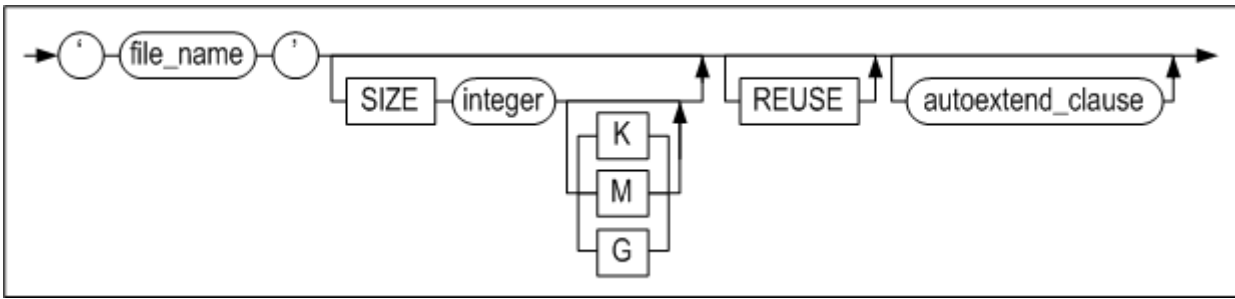 ‘ file_name ’
SIZE integer REUSE autoextend_clause
K
M
G